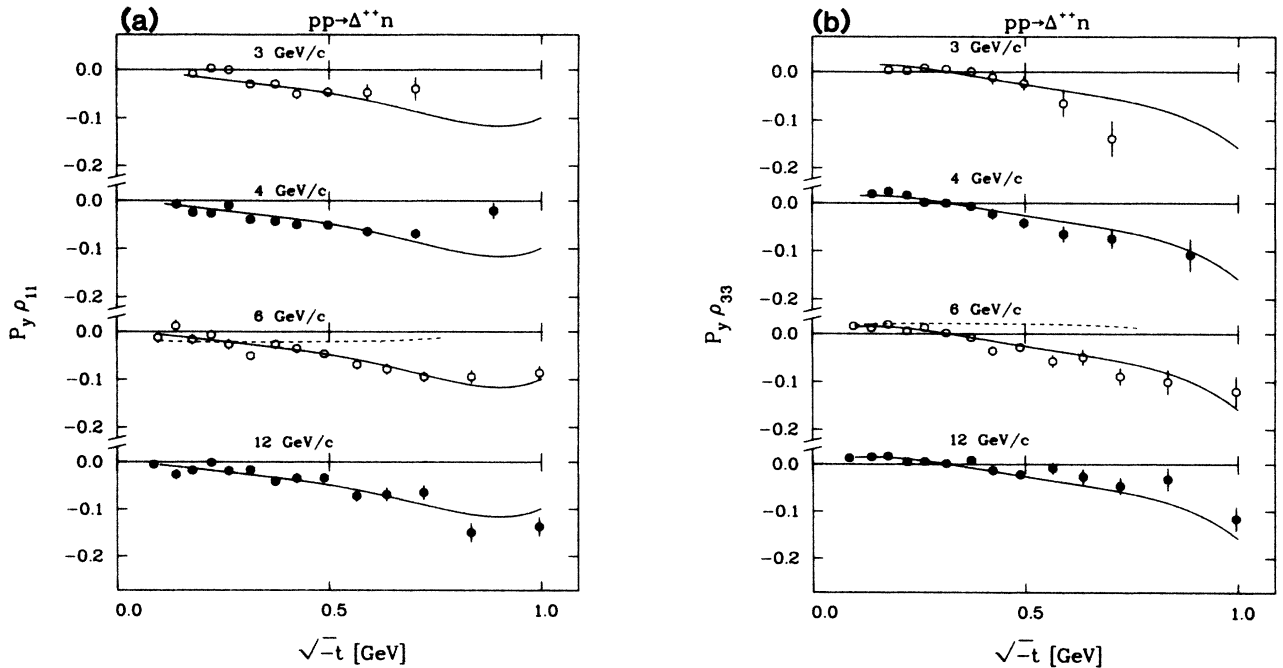 (a)
pp→Δ⁺⁺n
3 GeV/c
0.0
−0.1
−0.2
4 GeV/c
0.0
−0.1
−0.2
6 GeV/c
0.0
−0.1
−0.2
12 GeV/c
0.0
−0.1
−0.2
P_y ρ_11
0.0 0.5 1.0
√−t [GeV]
(b)
pp→Δ⁺⁺n
3 GeV/c
0.0
−0.1
−0.2
4 GeV/c
0.0
−0.1
−0.2
6 GeV/c
0.0
−0.1
−0.2
12 GeV/c
0.0
−0.1
−0.2
P_y ρ_33
0.0 0.5 1.0
√−t [GeV]